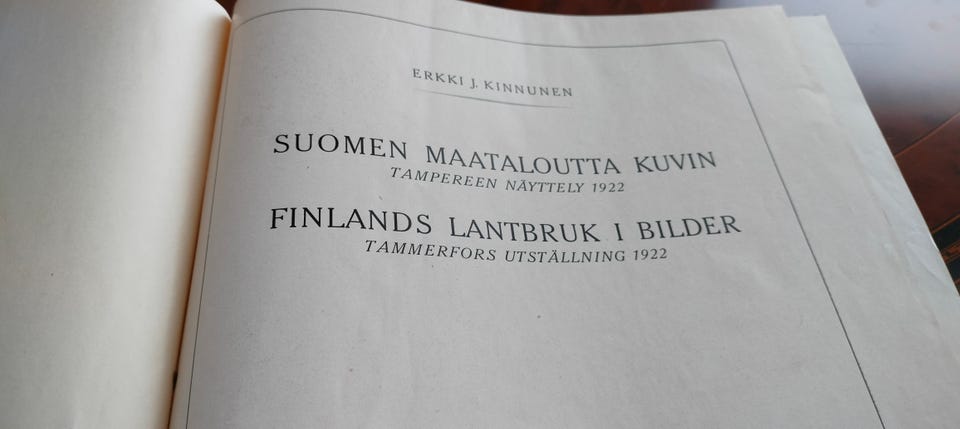 ERKKI J. KINNUNEN
SUOMEN MAATALOUTTA KUVIN
TAMPEREEN NÄYTTELY 1922
FINLANDS LANTBRUK I BILDER
TAMMERFORS UTSTÄLLNING 1922